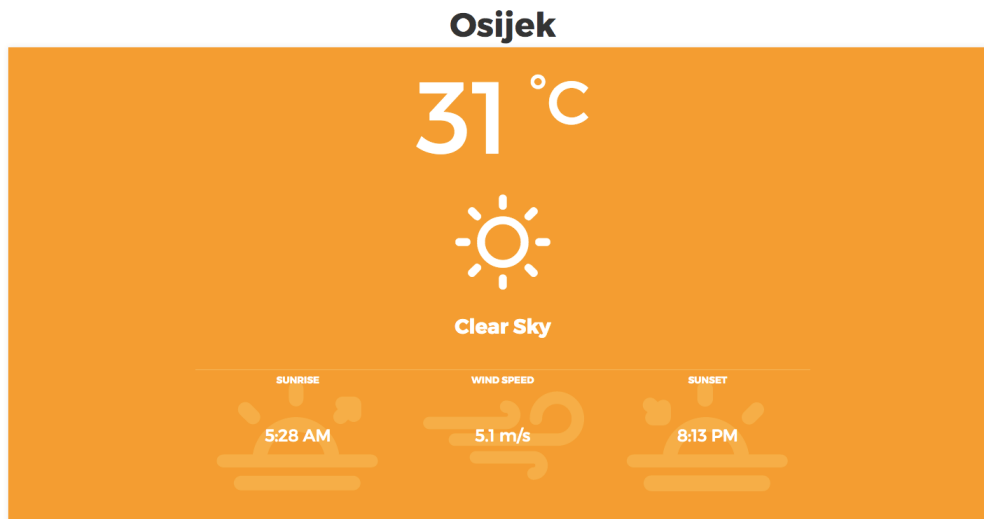 Osijek
31 °C
Clear Sky
SUNRISE WIND SPEED SUNSET
5:28 AM 5.1 m/s 8:13 PM